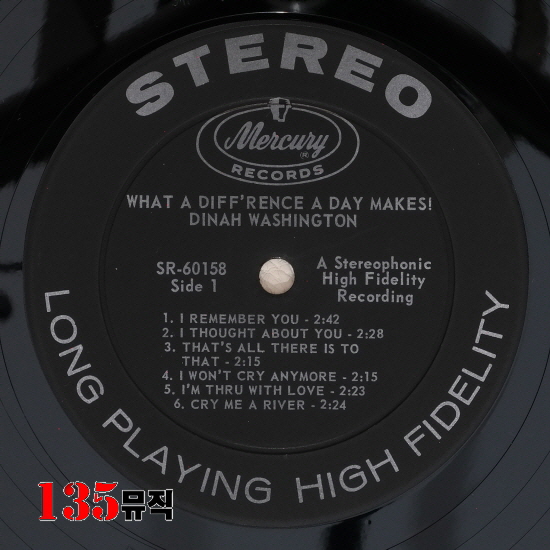 STEREO
Mercury
RECORDS
WHAT A DIFF'RENCE A DAY MAKES!
DINAH WASHINGTON
SR-60158
Side 1
A Stereophonic
High Fidelity
Recording
1. I REMEMBER YOU - 2:42
2. I THOUGHT ABOUT YOU - 2:28
3. THAT'S ALL THERE IS TO
THAT - 2:15
4. I WON'T CRY ANYMORE - 2:15
5. I'M THRU WITH LOVE - 2:23
6. CRY ME A RIVER - 2:24
LONG PLAYING HIGH FIDELITY
135뮤직